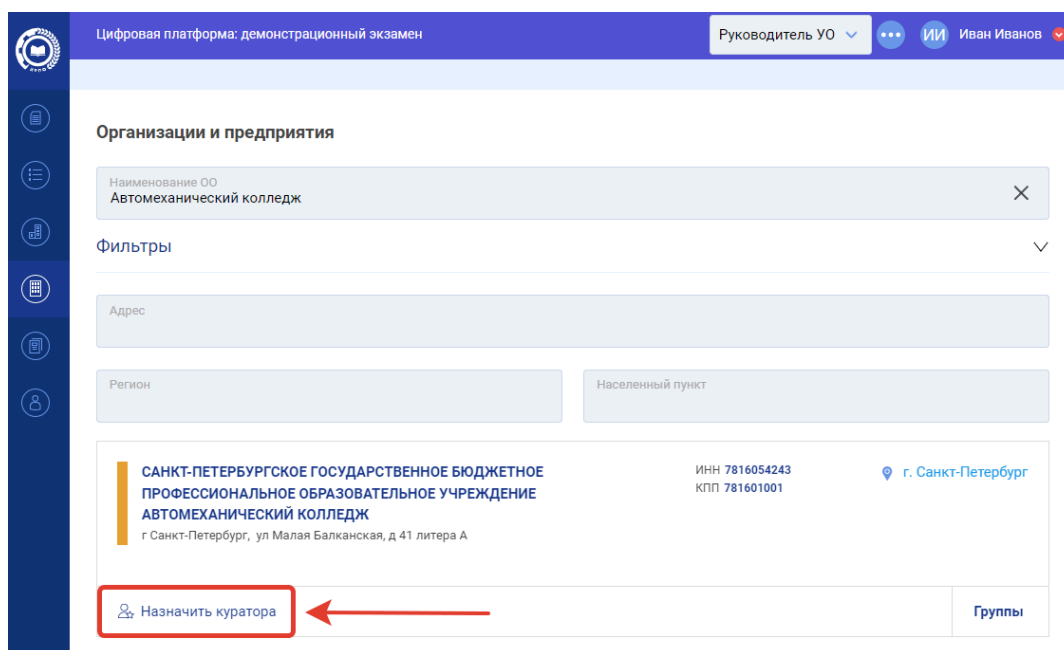 Цифровая платформа: демонстрационный экзамен
Руководитель УО
ИИ
Иван Иванов
Организации и предприятия
Наименование ОО
Автомеханический колледж
Фильтры
Адрес
Регион
Населенный пункт
САНКТ-ПЕТЕРБУРГСКОЕ ГОСУДАРСТВЕННОЕ БЮДЖЕТНОЕ
ПРОФЕССИОНАЛЬНОЕ ОБРАЗОВАТЕЛЬНОЕ УЧРЕЖДЕНИЕ
АВТОМЕХАНИЧЕСКИЙ КОЛЛЕДЖ
г Санкт-Петербург, ул Малая Балканская, д 41 литера А
ИНН 7816054243
КПП 781601001
г. Санкт-Петербург
Назначить куратора
Группы